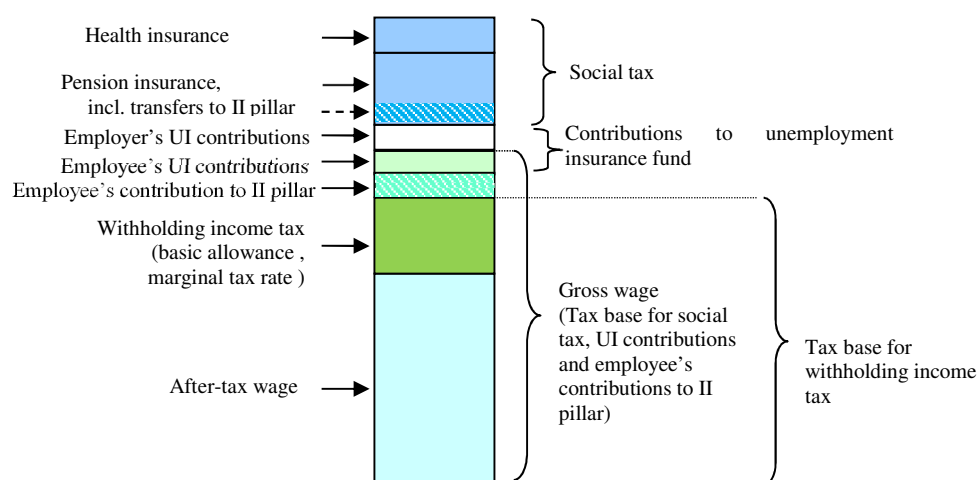 Health insurance
Pension insurance,
incl. transfers to II pillar
Employer's UI contributions
Employee's UI contributions
Employee's contribution to II pillar
Withholding income tax
(basic allowance ,
marginal tax rate )
After-tax wage
Social tax
Contributions to unemployment
insurance fund
Gross wage
(Tax base for social
tax, UI contributions
and employee's
contributions to II
pillar)
Tax base for
withholding income
tax